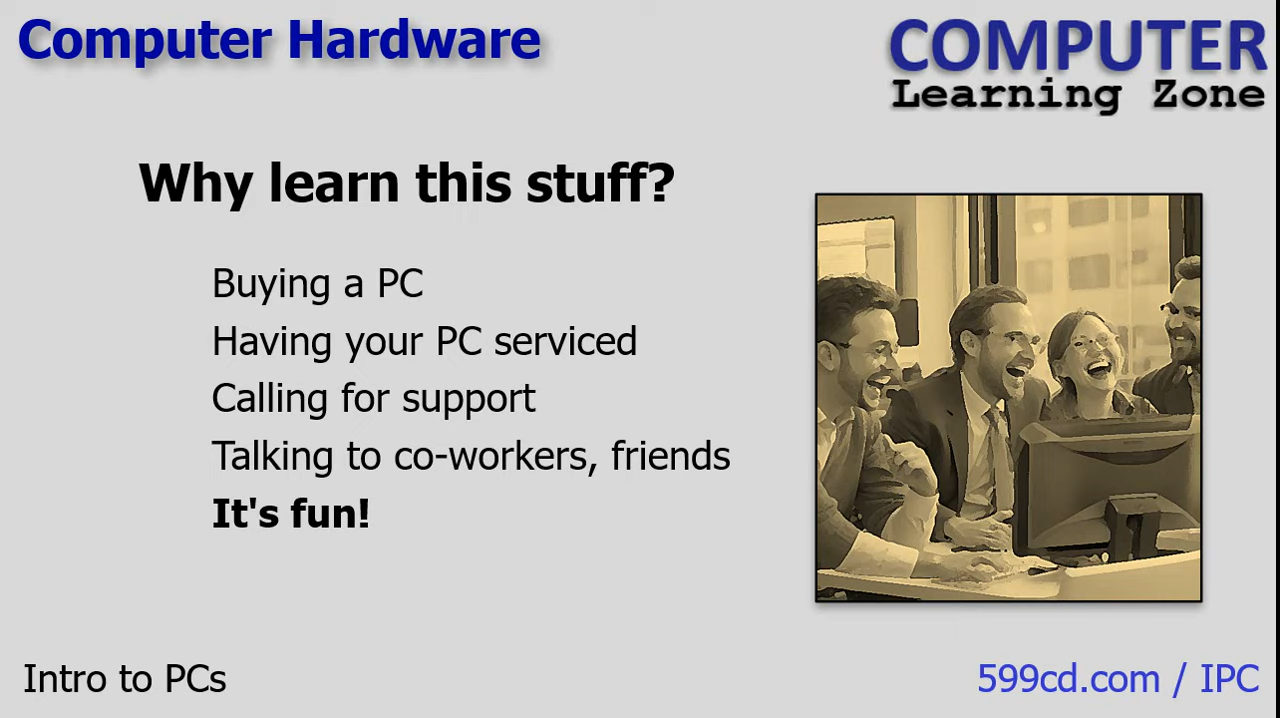 Computer Hardware
COMPUTER
Learning Zone
Why learn this stuff?
Buying a PC
Having your PC serviced
Calling for support
Talking to co-workers, friends
It's fun!
Intro to PCs
599cd.com / IPC